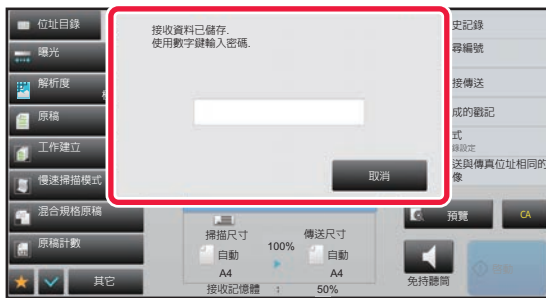 位址目錄
曝光
解析度
原稿
工作建立
慢速掃描模式
混合規格原稿
原稿計數
其它
接收資料已儲存.
使用數字鍵輸入密碼.
取消
史記錄
尋編號
接傳送
成的戳記
式
錄設定
送與傳真位址相同的
像
預覽
CA
掃描尺寸
傳送尺寸
100%
自動
自動
A4
A4
接收記憶體 : 50%
免持聽筒